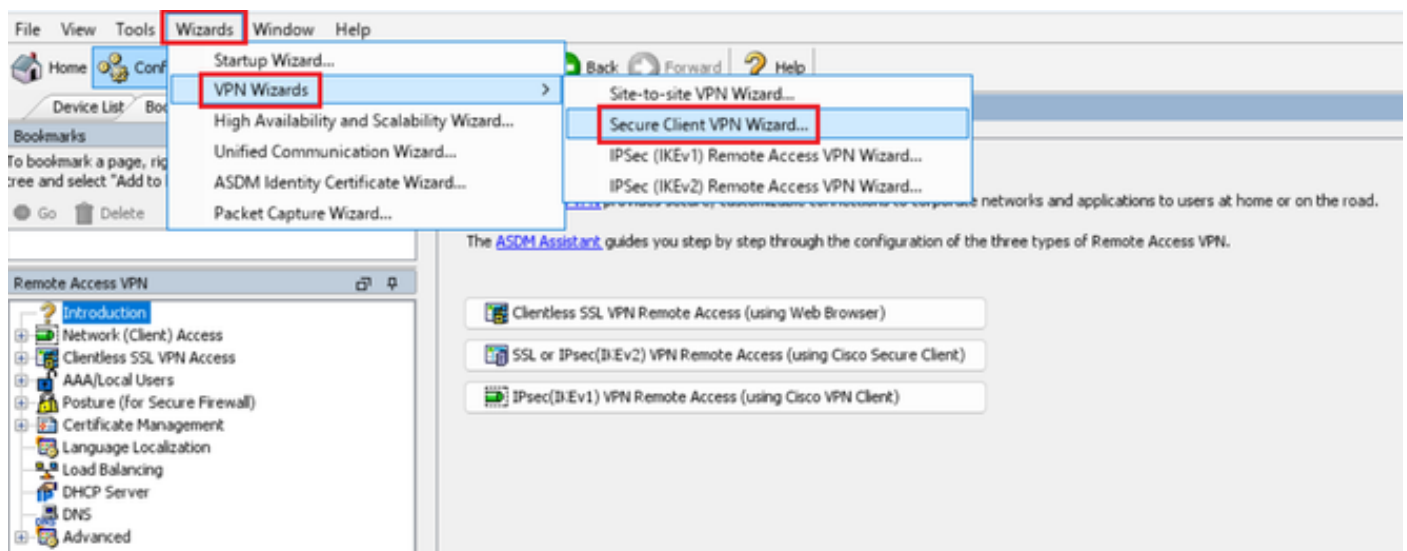 File View Tools Wizards Window Help
Home Conf Back Forward Help
Startup Wizard...
VPN Wizards >
High Availability and Scalability Wizard...
Unified Communication Wizard...
ASDM Identity Certificate Wizard...
Packet Capture Wizard...
Site-to-site VPN Wizard...
Secure Client VPN Wizard...
IPSec (IKEv1) Remote Access VPN Wizard...
IPSec (IKEv2) Remote Access VPN Wizard...
Device List Boo
Bookmarks
To bookmark a page, rig
tree and select "Add to
Go Delete
networks and applications to users at home or on the road.
The ASDM Assistant guides you step by step through the configuration of the three types of Remote Access VPN.
Remote Access VPN
Introduction
Network (Client) Access
Clientless SSL VPN Access
AAA/Local Users
Posture (for Secure Firewall)
Certificate Management
Language Localization
Load Balancing
DHCP Server
DNS
Advanced
Clientless SSL VPN Remote Access (using Web Browser)
SSL or IPsec(IKEv2) VPN Remote Access (using Cisco Secure Client)
IPsec(IKEv1) VPN Remote Access (using Cisco VPN Client)